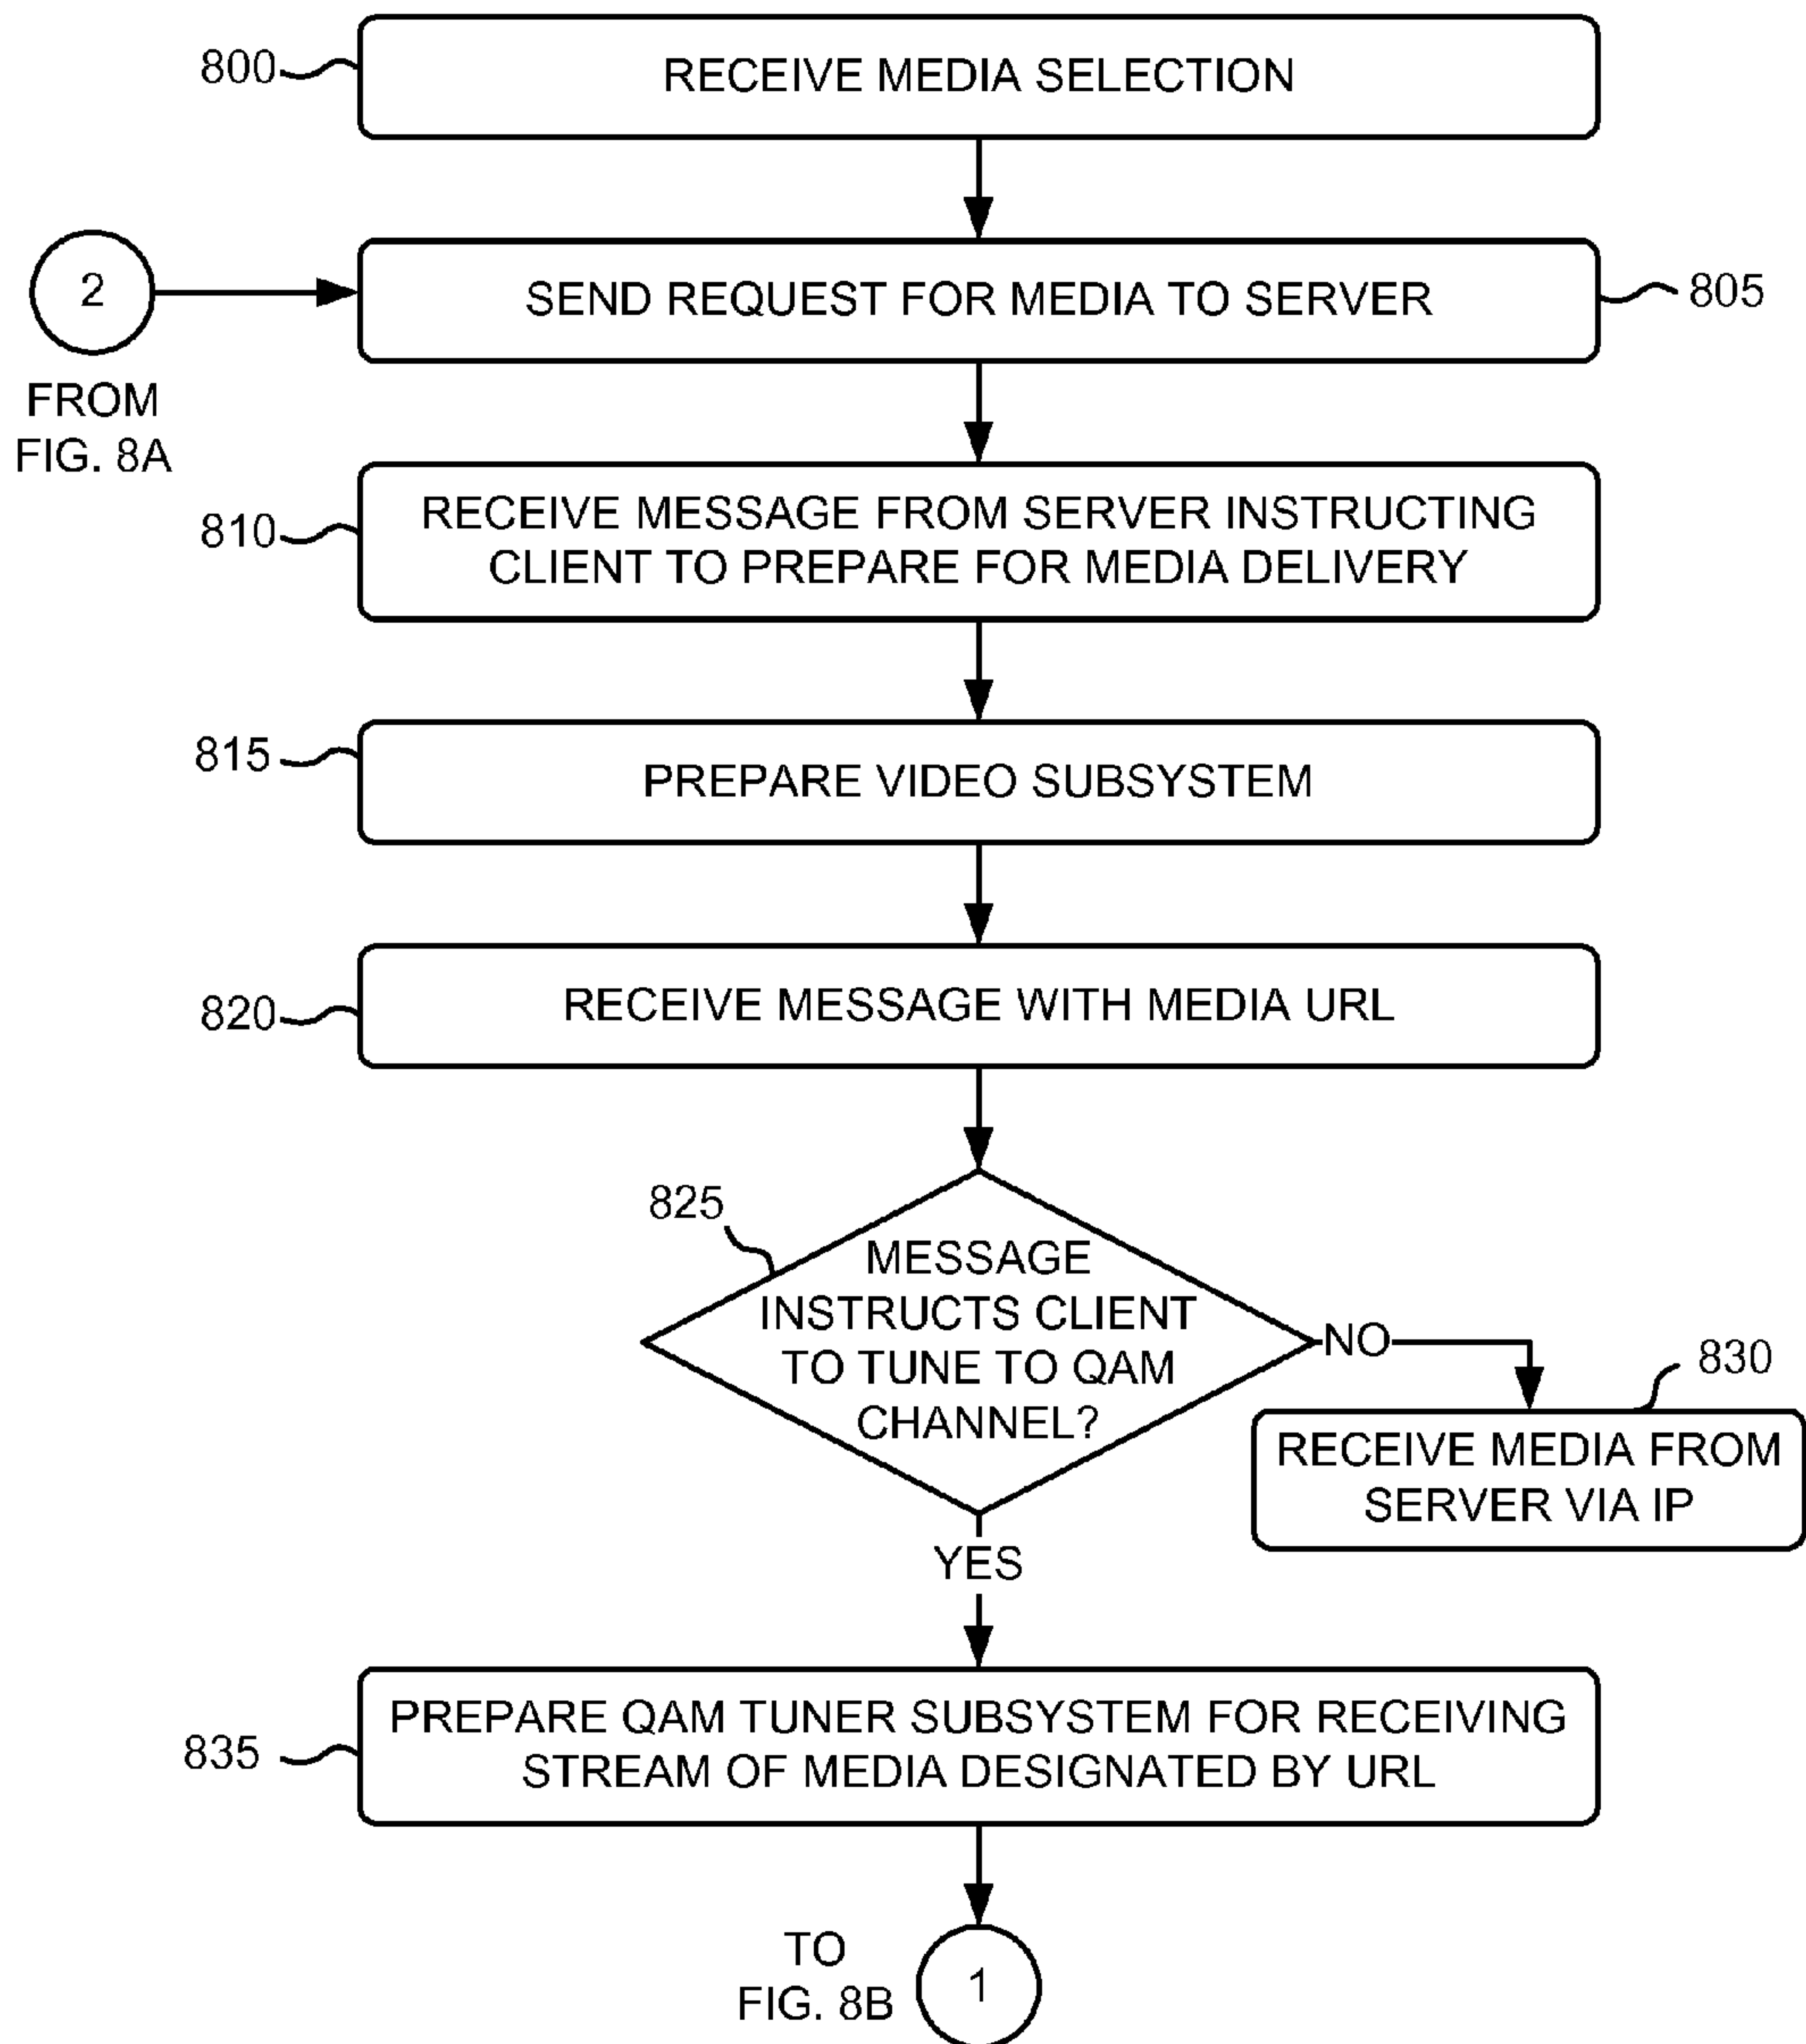 800
RECEIVE MEDIA SELECTION
2
FROM
FIG. 8A
SEND REQUEST FOR MEDIA TO SERVER
805
810
RECEIVE MESSAGE FROM SERVER INSTRUCTING
CLIENT TO PREPARE FOR MEDIA DELIVERY
815
PREPARE VIDEO SUBSYSTEM
820
RECEIVE MESSAGE WITH MEDIA URL
825
MESSAGE
INSTRUCTS CLIENT
TO TUNE TO QAM
CHANNEL?
NO
830
RECEIVE MEDIA FROM
SERVER VIA IP
YES
835
PREPARE QAM TUNER SUBSYSTEM FOR RECEIVING
STREAM OF MEDIA DESIGNATED BY URL
TO
FIG. 8B
1